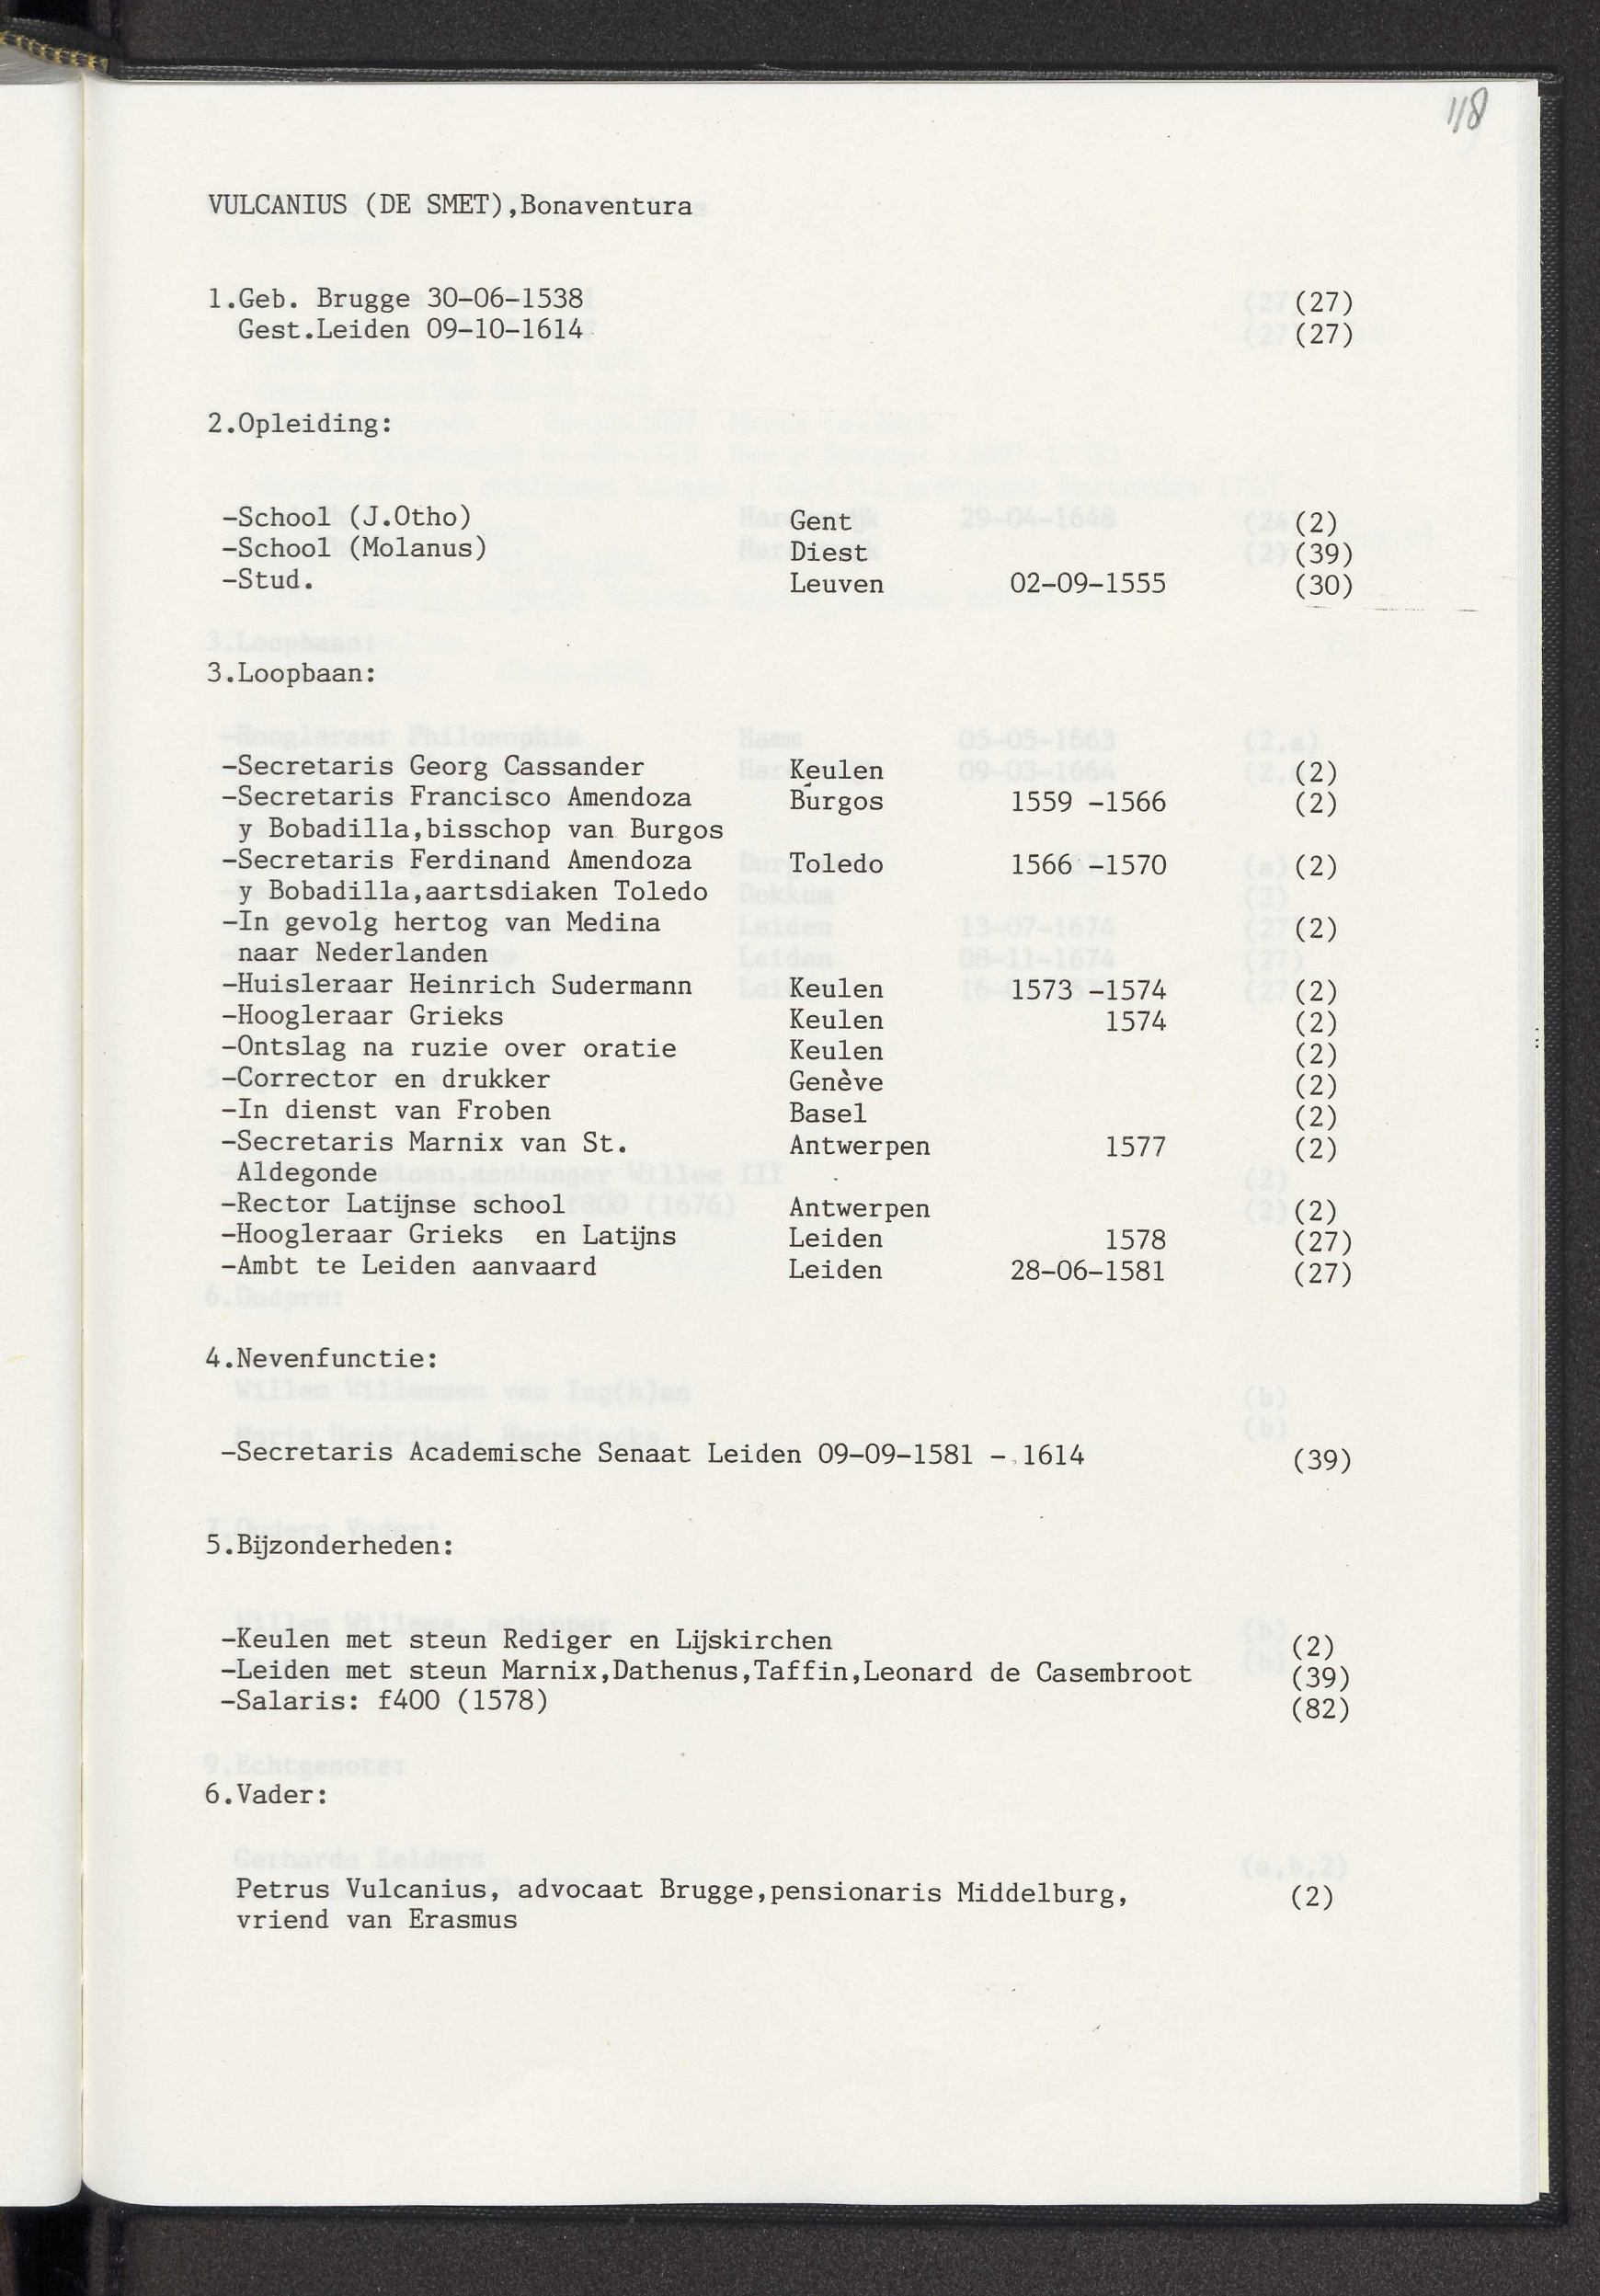 118
VULCANIUS (DE SMET),Bonaventura
1.Geb. Brugge 30-06-1538 (27)
Gest.Leiden 09-10-1614 (27)
2.Opleiding:
-School (J.Otho) Gent (2)
-School (Molanus) Diest (39)
-Stud. Leuven 02-09-1555 (30)
3.Loopbaan:
-Secretaris Georg Cassander Keulen (2)
-Secretaris Francisco Amendoza Burgos 1559 -1566 (2)
y Bobadilla,bisschop van Burgos
-Secretaris Ferdinand Amendoza Toledo 1566 -1570 (2)
y Bobadilla,aartsdiaken Toledo
-In gevolg hertog van Medina (2)
naar Nederlanden
-Huisleraar Heinrich Sudermann Keulen 1573 -1574 (2)
-Hoogleraar Grieks Keulen 1574 (2)
-Ontslag na ruzie over oratie Keulen (2)
-Corrector en drukker Genève (2)
-In dienst van Froben Basel (2)
-Secretaris Marnix van St. Antwerpen 1577 (2)
Aldegonde
-Rector Latijnse school Antwerpen (2)
-Hoogleraar Grieks en Latijns Leiden 1578 (27)
-Ambt te Leiden aanvaard Leiden 28-06-1581 (27)
4.Nevenfunctie:
-Secretaris Academische Senaat Leiden 09-09-1581 - 1614 (39)
5.Bijzonderheden:
-Keulen met steun Rediger en Lijskirchen (2)
-Leiden met steun Marnix,Dathenus,Taffin,Leonard de Casembroot (39)
-Salaris: f400 (1578) (82)
6.Vader:
Petrus Vulcanius, advocaat Brugge,pensionaris Middelburg, (2)
vriend van Erasmus